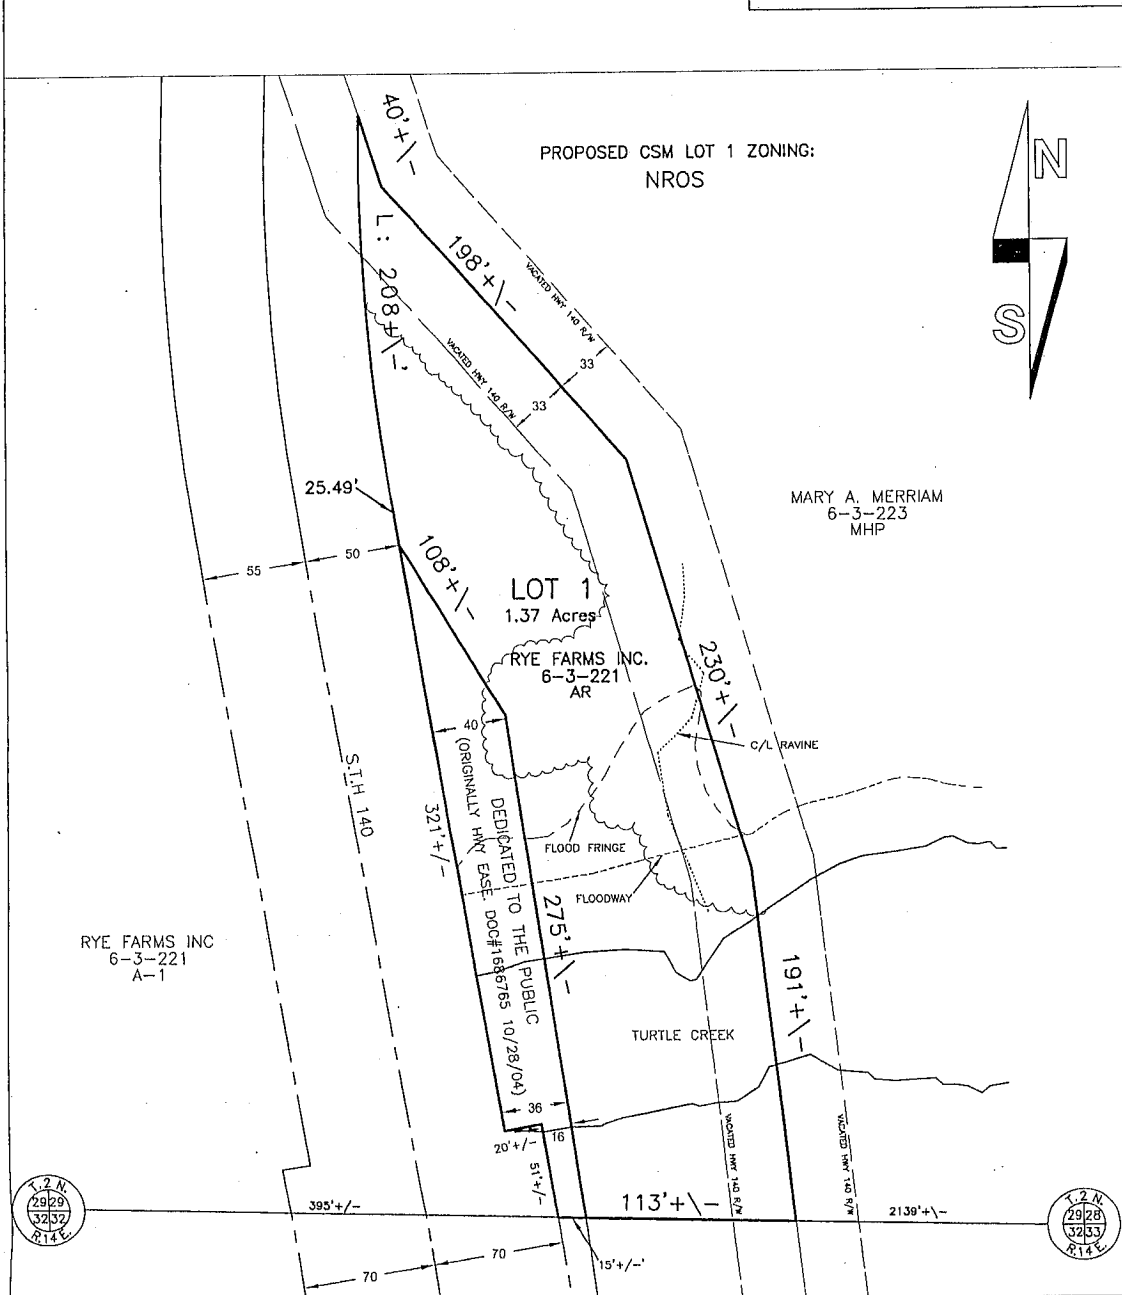 40'+\-
PROPOSED CSM LOT 1 ZONING:
NROS
N
S
L: 208+\-'
198'+\-
VACATED HWY 140 R/W
33
VACATED HWY 140 R/W
33
25.49'
MARY A. MERRIAM
6-3-223
MHP
108'+\-
50
55
LOT 1
1.37 Acres
RYE FARMS INC.
6-3-221
AR
230'+\-
40
C/L RAVINE
S.T.H 140
321'+/-
(ORIGINALLY HWY EASE. DOC#1686765 10/28/04)
DEDICATED TO THE PUBLIC
FLOOD FRINGE
FLOODWAY
275'+\-
RYE FARMS INC
6-3-221
A-1
191'+\-
TURTLE CREEK
36
20'+/-
16
51'+/-
VACATED HWY 140 R/W
VACATED HWY 140 R/W
T.2 N.
29 29
32 32
R.14 E.
395'+/-
113'+\-
2139'+\-
T.2 N.
29 28
32 33
R.14 E.
70
70
15'+/-'